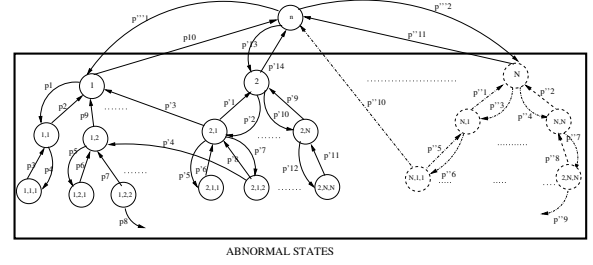 p'''1
n
p'''2
p10
p'13
p''11
p'14
1
2
N
p1
p2
p9
p'3
p'1
p'2
p'10
p'9
p''10
p''1
p''3
p''2
p''4
1,1
1,2
2,1
2,N
N,1
N,N
p3
p4
p5
p6
p7
p'4
p'5
p'6
p'8
p'7
p'12
p'11
p''5
p''6
p''7
p''8
1,1,1
1,2,1
1,2,2
2,1,1
2,1,2
2,N,N
N,1,1
2,N,N
p8
p''9
ABNORMAL STATES